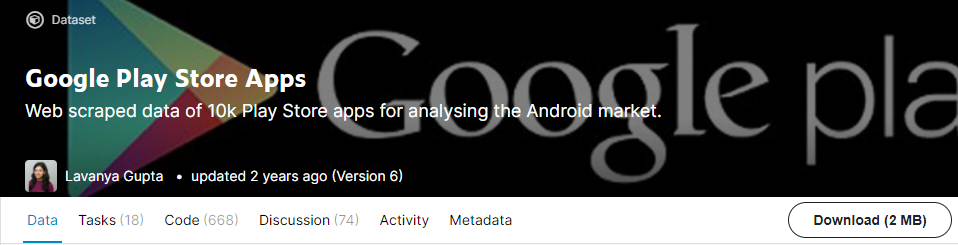 Dataset
Google Play Store Apps
Web scraped data of 10k Play Store apps for analysing the Android market.
Google pla
Lavanya Gupta • updated 2 years ago (Version 6)
Data Tasks (18) Code (668) Discussion (74) Activity Metadata Download (2 MB)